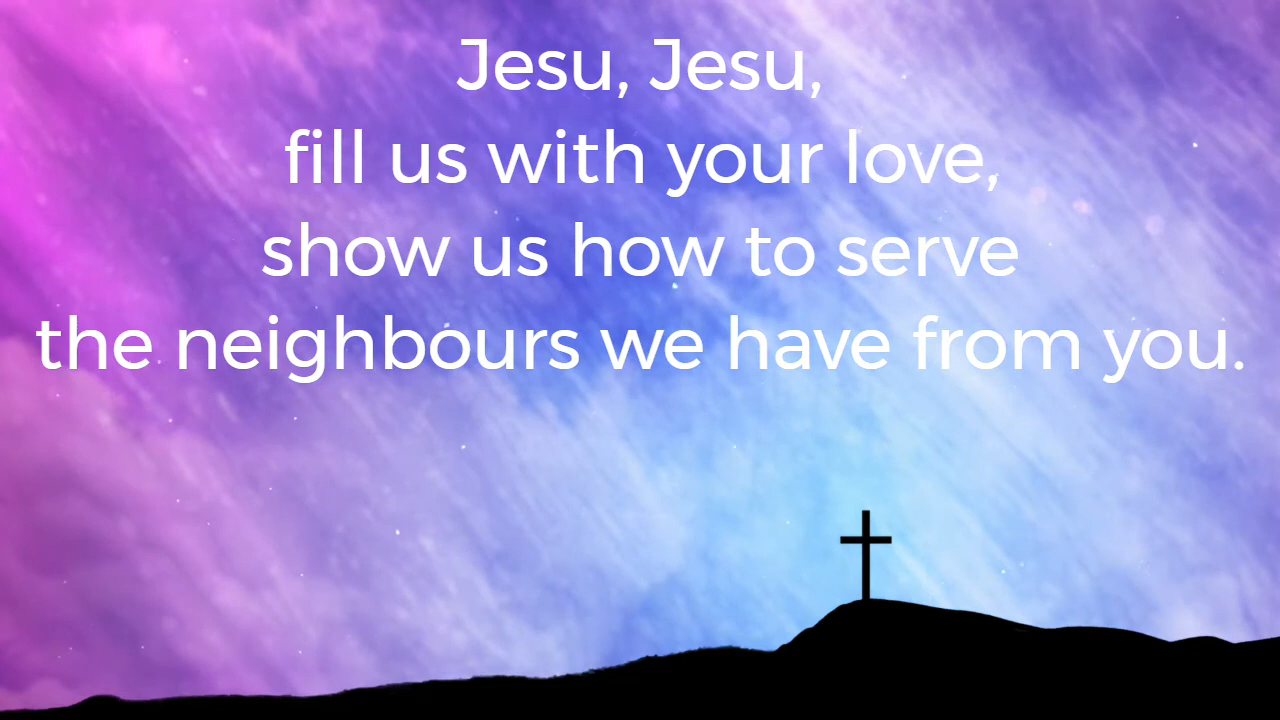 Jesu, Jesu,
fill us with your love,
show us how to serve
the neighbours we have from you.